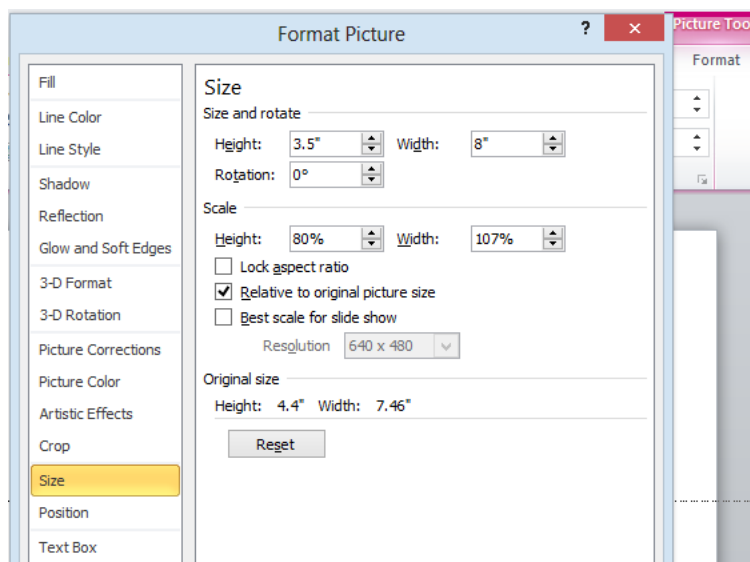 Format Picture ? ×
Picture Too
Format
Fill
Line Color
Line Style
Shadow
Reflection
Glow and Soft Edges
3-D Format
3-D Rotation
Picture Corrections
Picture Color
Artistic Effects
Crop
Size
Position
Text Box
Size
Size and rotate
Height: 3.5" Width: 8"
Rotation: 0°
Scale
Height: 80% Width: 107%
Lock aspect ratio
Relative to original picture size
Best scale for slide show
Resolution 640 x 480
Original size
Height: 4.4" Width: 7.46"
Reset